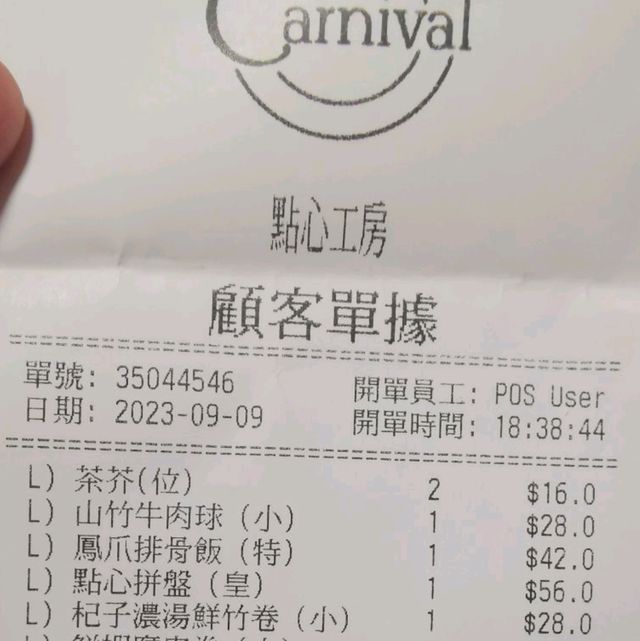 Carnival
點心工房
顧客單據
單號: 35044546 開單員工: POS User
日期: 2023-09-09 開單時間: 18:38:44
L) 茶芥(位) 2 $16.0
L) 山竹牛肉球 (小) 1 $28.0
L) 鳳爪排骨飯 (特) 1 $42.0
L) 點心拼盤 (皇) 1 $56.0
L) 杞子濃湯鮮竹卷 (小) 1 $28.0